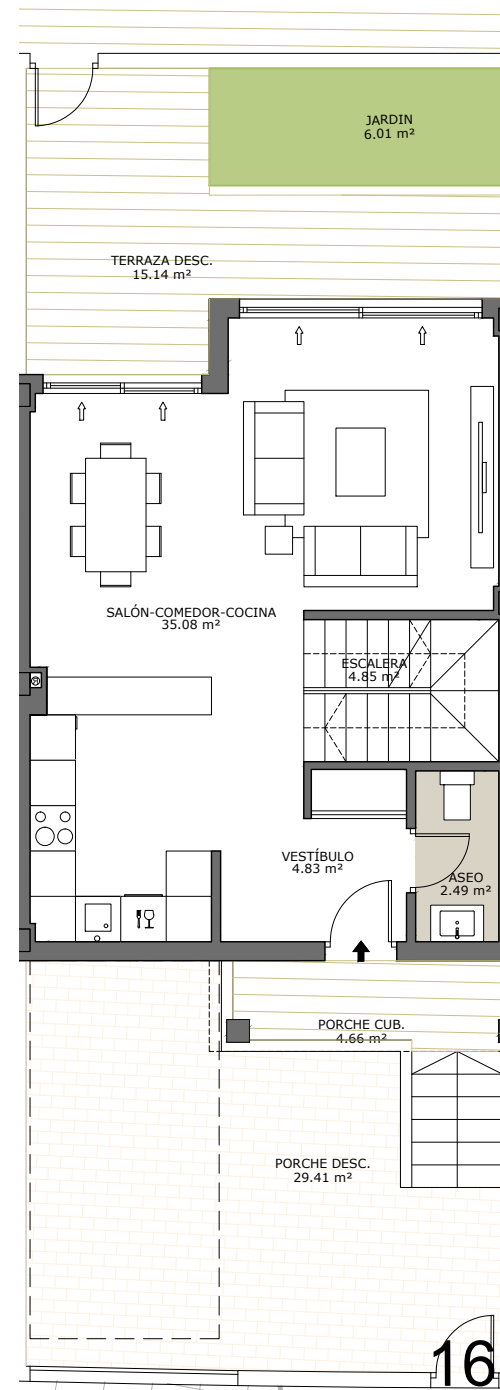 JARDIN
6.01 m²
TERRAZA DESC.
15.14 m²
SALÓN-COMEDOR-COCINA
35.08 m²
ESCALERA
4.85 m²
VESTÍBULO
4.83 m²
ASEO
2.49 m²
PORCHE CUB.
4.66 m²
PORCHE DESC.
29.41 m²
16